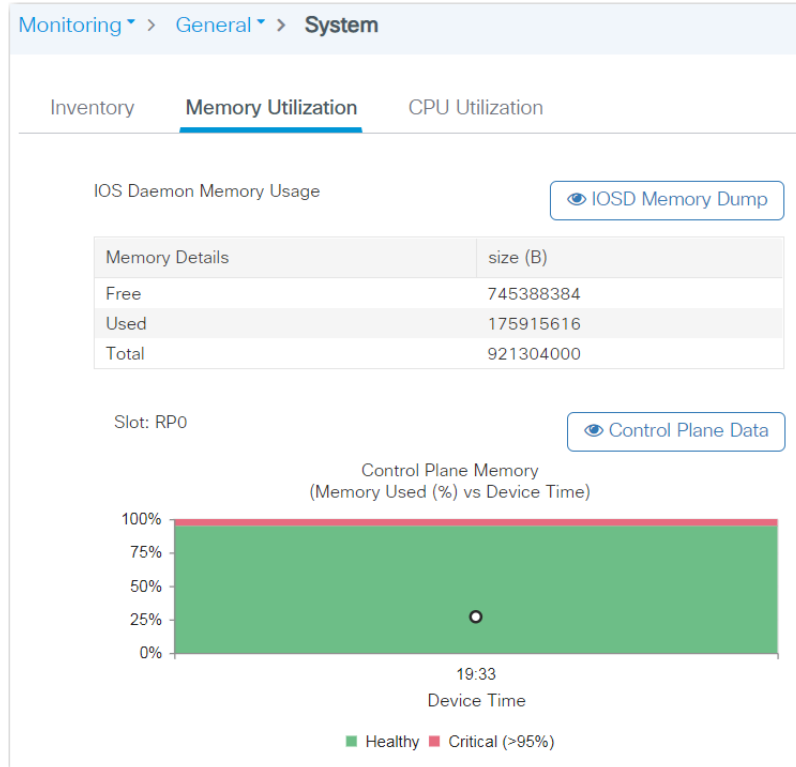 Monitoring > General > System
Inventory Memory Utilization CPU Utilization
IOS Daemon Memory Usage
IOSD Memory Dump
Memory Details size (B)
Free 745388384
Used 175915616
Total 921304000
Slot: RP0
Control Plane Data
Control Plane Memory
(Memory Used (%) vs Device Time)
100%
75%
50%
25%
0%
19:33
Device Time
Healthy Critical (>95%)